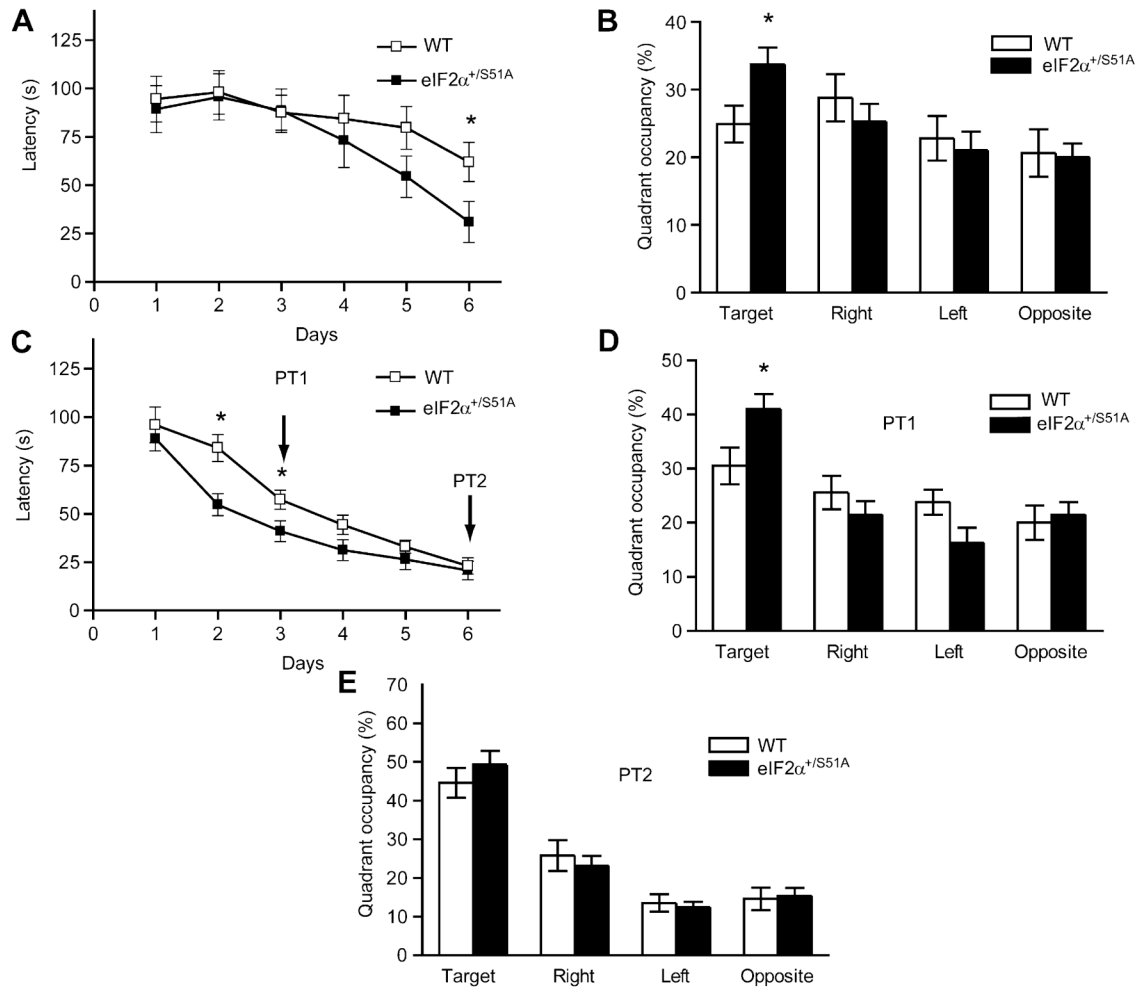 A
125
100
75
50
25
0
Latency (s)
WT
eIF2α+/S51A
*
0 1 2 3 4 5 6
Days
B
40
30
20
10
0
Quadrant occupancy (%)
*
WT
eIF2α+/S51A
Target Right Left Opposite
C
125
100
75
50
25
0
Latency (s)
WT
eIF2α+/S51A
PT1
*
*
PT2
0 1 2 3 4 5 6
Days
D
50
40
30
20
10
0
Quadrant occupancy (%)
*
PT1
WT
eIF2α+/S51A
Target Right Left Opposite
E
70
60
50
40
30
20
10
0
Quadrant occupancy (%)
WT
eIF2α+/S51A
PT2
Target Right Left Opposite